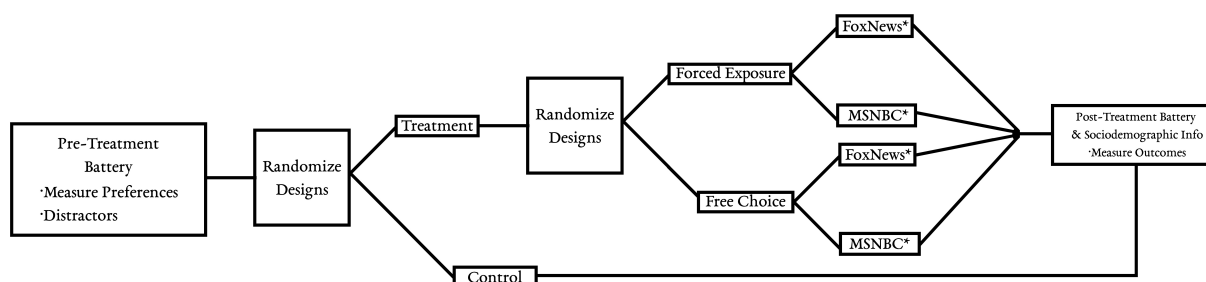 Pre-Treatment
Battery
·Measure Preferences
·Distractors
Randomize
Designs
Treatment
Control
Randomize
Designs
Forced Exposure
Free Choice
FoxNews*
MSNBC*
FoxNews*
MSNBC*
Post-Treatment Battery
& Sociodemographic Info
·Measure Outcomes